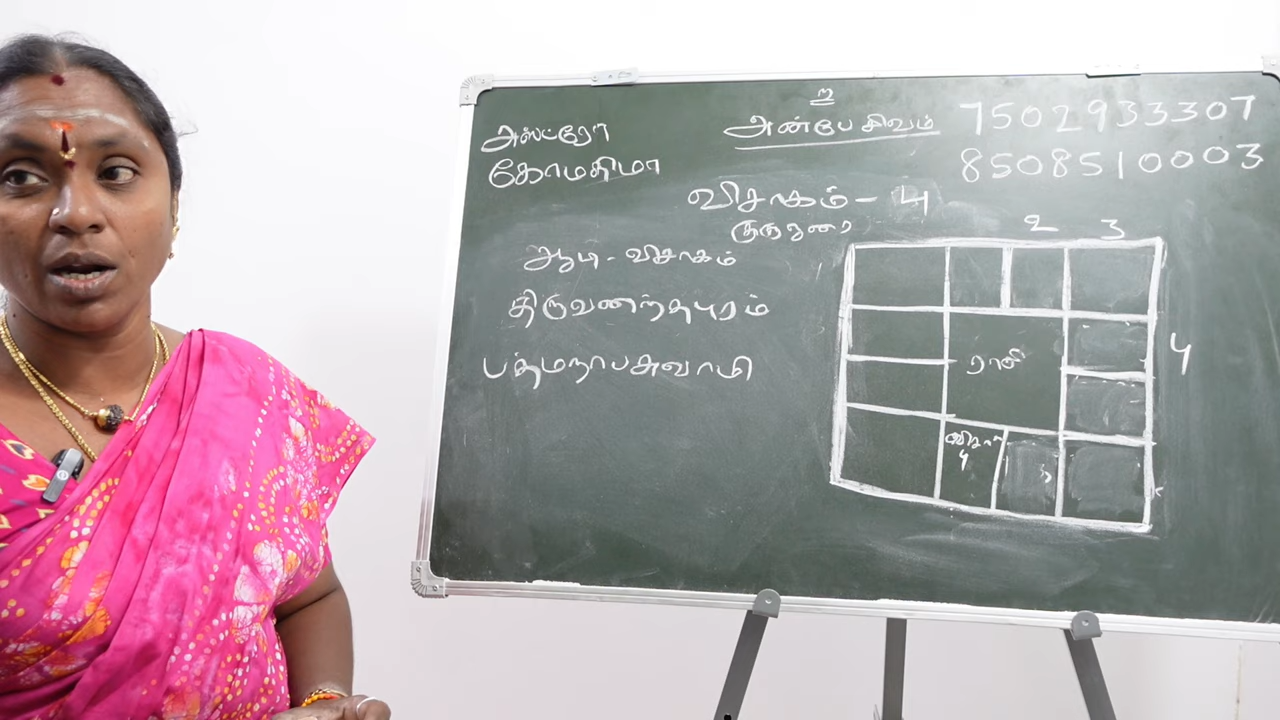 உ
அன்பே சிவம்
அஸ்ட்ரோ
கோமதிமா
7502933307
8508510003
விசாகம் - 4
குருதுரை
ஆடி - விசாகம்
திருவனந்தபுரம்
பத்மநாபசுவாமி
2 3
4
ராசி
விசா
4